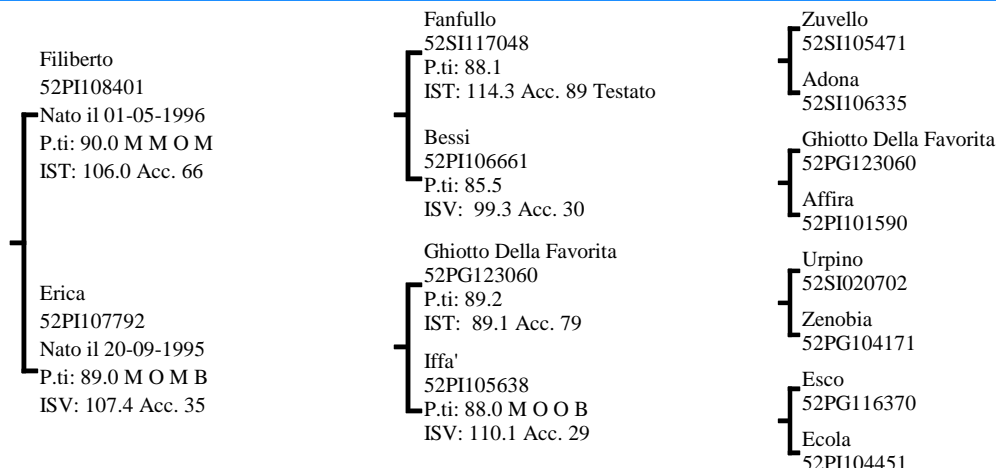 Filiberto
52PI108401
Nato il 01-05-1996
P.ti: 90.0 M M O M
IST: 106.0 Acc. 66
Erica
52PI107792
Nato il 20-09-1995
P.ti: 89.0 M O M B
ISV: 107.4 Acc. 35
Fanfullo
52SI117048
P.ti: 88.1
IST: 114.3 Acc. 89 Testato
Bessi
52PI106661
P.ti: 85.5
ISV: 99.3 Acc. 30
Ghiotto Della Favorita
52PG123060
P.ti: 89.2
IST: 89.1 Acc. 79
Iffa'
52PI105638
P.ti: 88.0 M O O B
ISV: 110.1 Acc. 29
Zuvello
52SI105471
Adona
52SI106335
Ghiotto Della Favorita
52PG123060
Affira
52PI101590
Urpino
52SI020702
Zenobia
52PG104171
Esco
52PG116370
Ecola
52PI104451